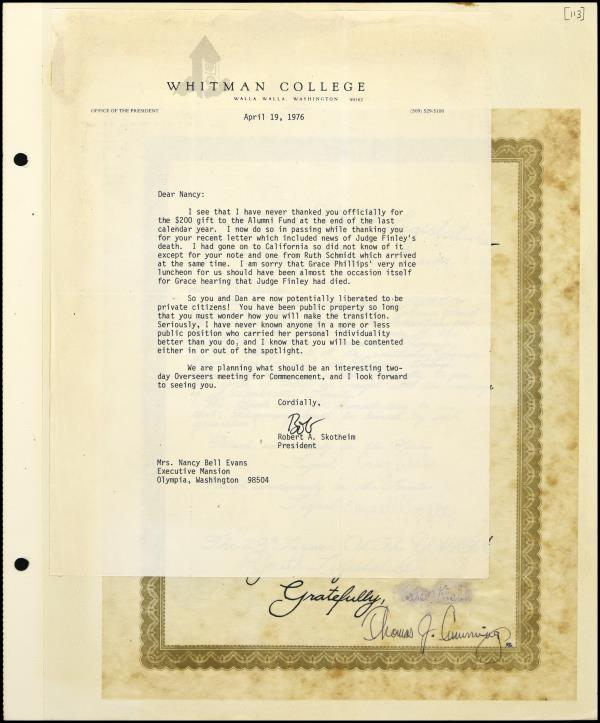 [113]
WHITMAN COLLEGE
WALLA WALLA, WASHINGTON 99362
OFFICE OF THE PRESIDENT
(509) 529-5100
April 19, 1976
Dear Nancy:
I see that I have never thanked you officially for
the $200 gift to the Alumni Fund at the end of the last
calendar year. I now do so in passing while thanking you
for your recent letter which included news of Judge Finley's
death. I had gone on to California so did not know of it
except for your note and one from Ruth Schmidt which arrived
at the same time. I am sorry that Grace Phillips' very nice
luncheon for us should have been almost the occasion itself
for Grace hearing that Judge Finley had died.
So you and Dan are now potentially liberated to be
private citizens! You have been public property so long
that you must wonder how you will make the transition.
Seriously, I have never known anyone in a more or less
public position who carried her personal individuality
better than you do, and I know that you will be contented
either in or out of the spotlight.
We are planning what should be an interesting two-
day Overseers meeting for Commencement, and I look forward
to seeing you.
Cordially,
Bob
Robert A. Skotheim
President
Mrs. Nancy Bell Evans
Executive Mansion
Olympia, Washington 98504
Gratefully,
Thomas J. Cummings